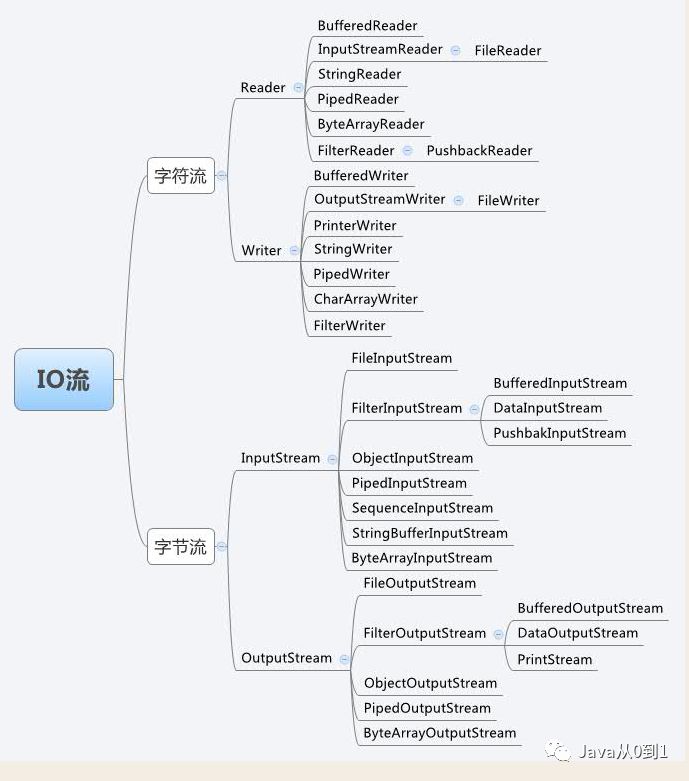 IO流
字符流
Reader
BufferedReader
InputStreamReader
FileReader
StringReader
PipedReader
ByteArrayReader
FilterReader
PushbackReader
Writer
BufferedWriter
OutputStreamWriter
FileWriter
PrinterWriter
StringWriter
PipedWriter
CharArrayWriter
FilterWriter
字节流
InputStream
FileInputStream
FilterInputStream
BufferedInputStream
DataInputStream
PushbakInputStream
ObjectInputStream
PipedInputStream
SequenceInputStream
StringBufferInputStream
ByteArrayInputStream
OutputStream
FileOutputStream
FilterOutputStream
BufferedOutputStream
DataOutputStream
PrintStream
ObjectOutputStream
PipedOutputStream
ByteArrayOutputStream
Java从0到1